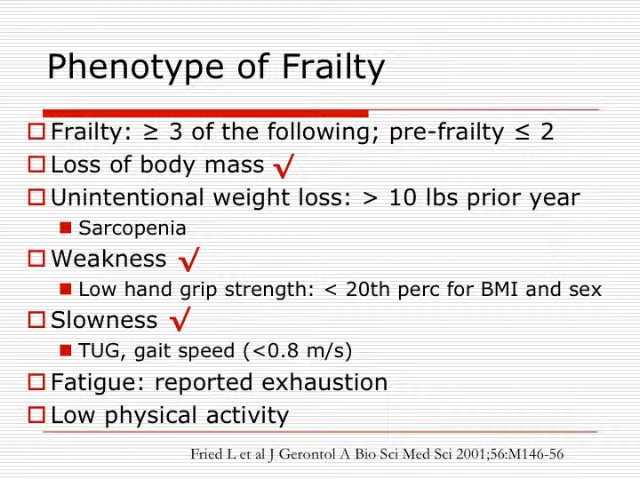 Phenotype of Frailty
Frailty: ≥ 3 of the following; pre-frailty ≤ 2
Loss of body mass √
Unintentional weight loss: > 10 lbs prior year
Sarcopenia
Weakness √
Low hand grip strength: < 20th perc for BMI and sex
Slowness √
TUG, gait speed (<0.8 m/s)
Fatigue: reported exhaustion
Low physical activity
Fried L et al J Gerontol A Bio Sci Med Sci 2001;56:M146-56